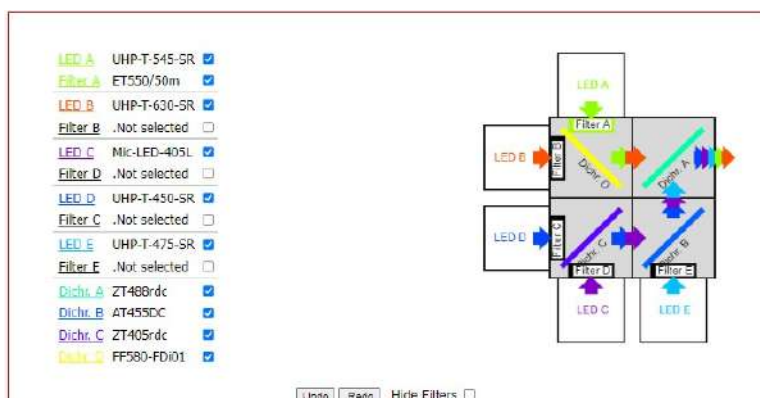 LED A UHP-T-545-SR
Filter A ET550/50m
LED B UHP-T-630-SR
Filter B .Not selected
LED C Mic-LED-405L
Filter D .Not selected
LED D UHP-T-450-SR
Filter C .Not selected
LED E UHP-T-475-SR
Filter E .Not selected
Dichr. A ZT488rdc
Dichr. B AT455DC
Dichr. C ZT405rdc
Dichr. D FF580-FDi01
LED A
Filter A
LED B
Filter B
Dichr. D
Dichr. A
LED D
Filter C
Dichr. C
Dichr. B
Filter D
Filter E
LED C
LED E
Undo Redo Hide Filters